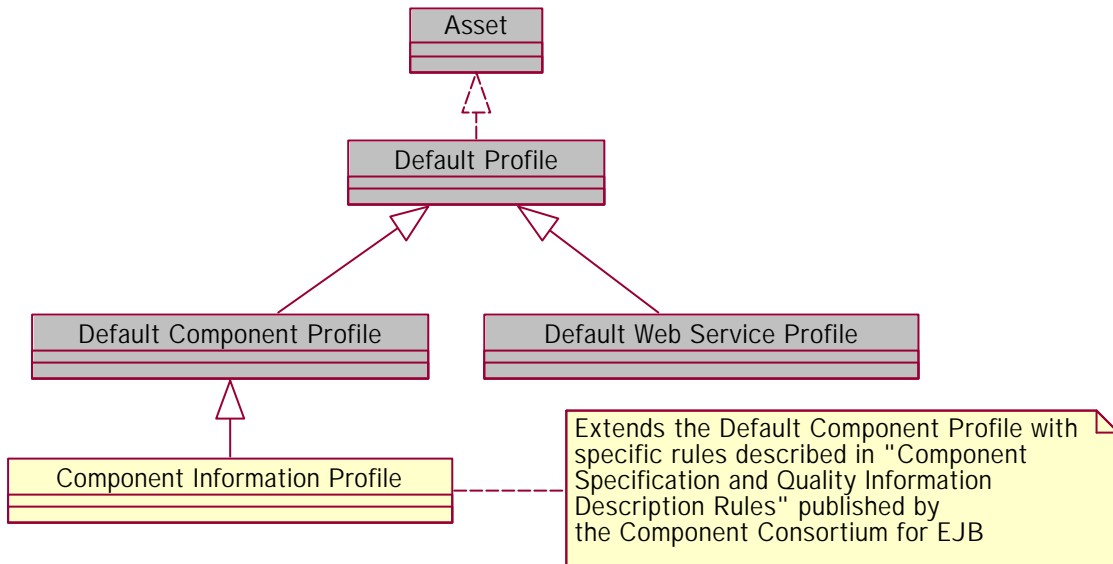 Asset
Default Profile
Default Component Profile
Default Web Service Profile
Component Information Profile
Extends the Default Component Profile with
specific rules described in "Component
Specification and Quality Information
Description Rules" published by
the Component Consortium for EJB